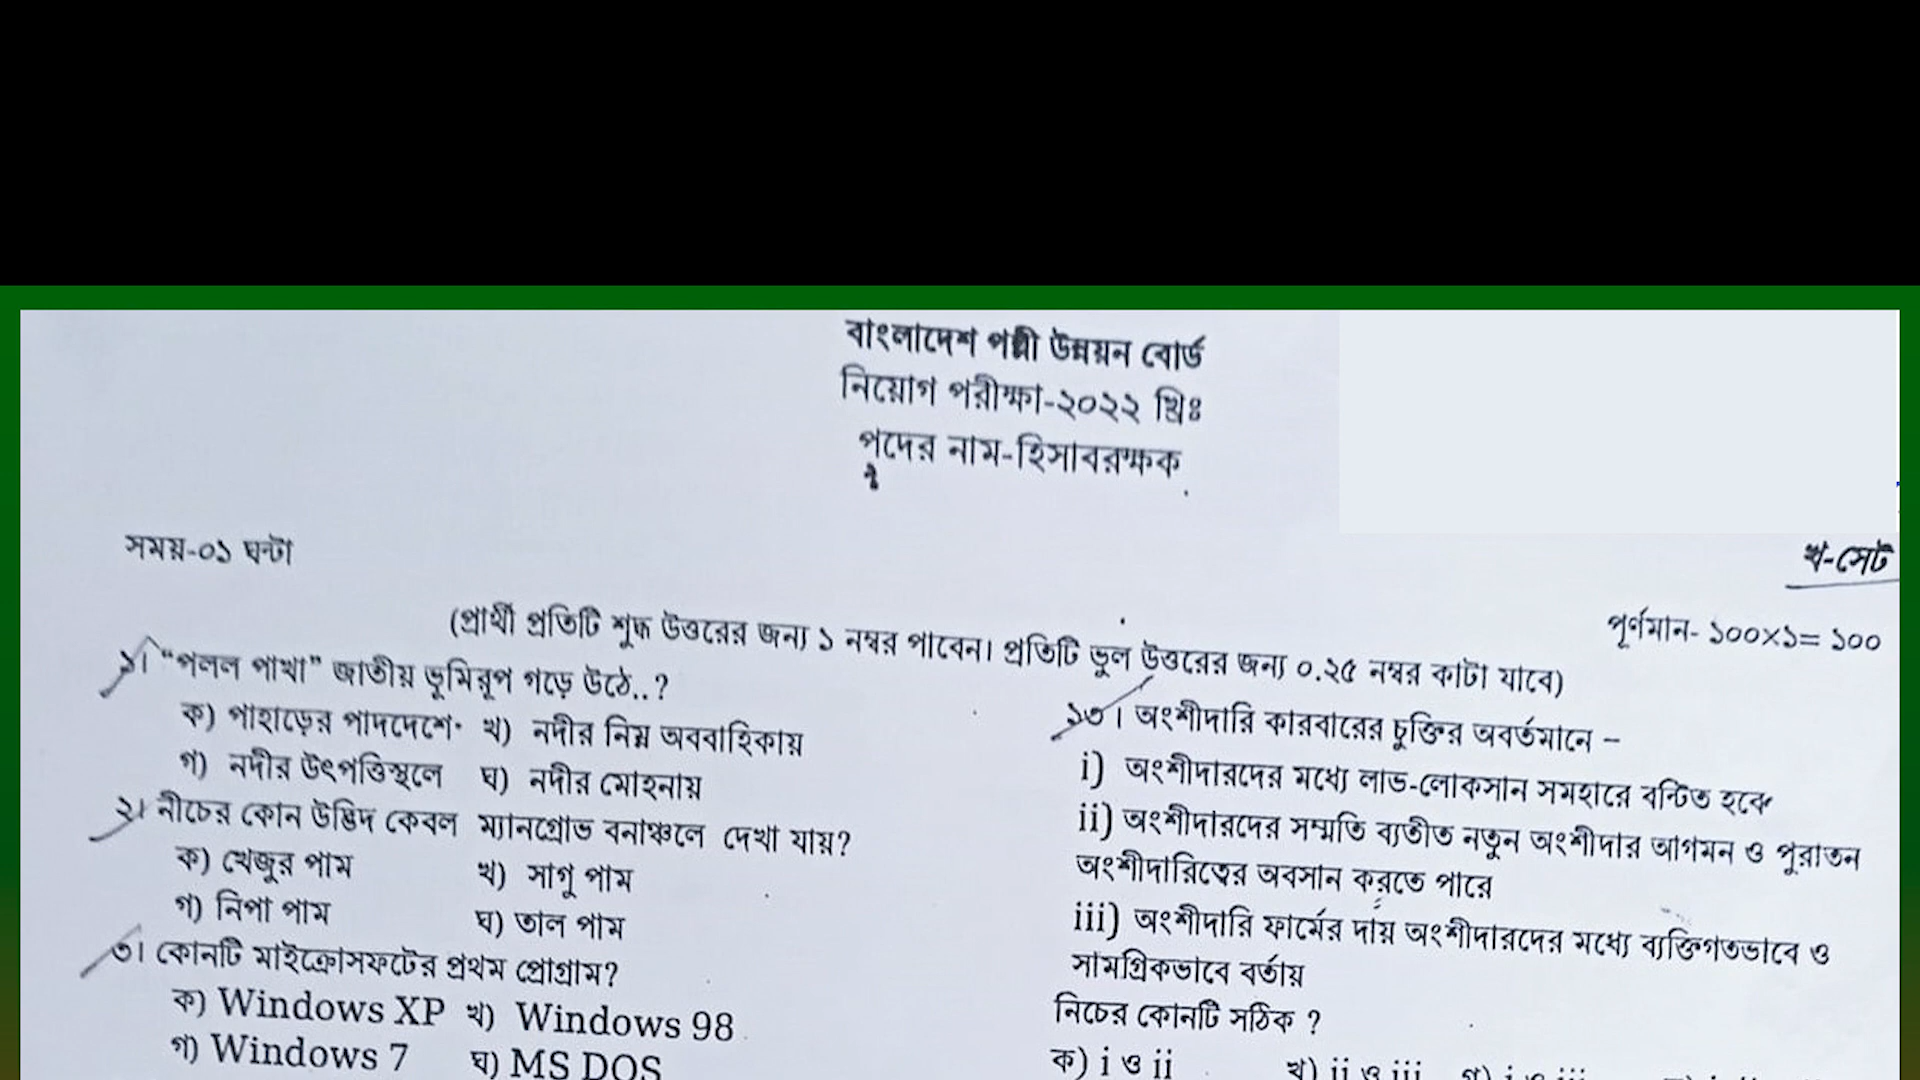 বাংলাদেশ পল্লী উন্নয়ন বোর্ড
নিয়োগ পরীক্ষা-২০২২ খ্রিঃ
পদের নাম-হিসাবরক্ষক
সময়-০১ ঘন্টা
খ-সেট
পূর্ণমান- ১০০×১= ১০০
(প্রার্থী প্রতিটি শুদ্ধ উত্তরের জন্য ১ নম্বর পাবেন। প্রতিটি ভুল উত্তরের জন্য ০.২৫ নম্বর কাটা যাবে)
১। “পলল পাখা” জাতীয় ভূমিরূপ গড়ে উঠে..?
ক) পাহাড়ের পাদদেশে খ) নদীর নিম্ন অববাহিকায়
গ) নদীর উৎপত্তিস্থলে ঘ) নদীর মোহনায়
২। নীচের কোন উদ্ভিদ কেবল ম্যানগ্রোভ বনাঞ্চলে দেখা যায়?
ক) খেজুর পাম খ) সাগু পাম
গ) নিপা পাম ঘ) তাল পাম
৩। কোনটি মাইক্রোসফটের প্রথম প্রোগ্রাম?
ক) Windows XP খ) Windows 98
গ) Windows 7 ঘ) MS DOS
১৩। অংশীদারি কারবারের চুক্তির অবর্তমানে –
i) অংশীদারদের মধ্যে লাভ-লোকসান সমহারে বন্টিত হবে
ii) অংশীদারদের সম্মতি ব্যতীত নতুন অংশীদার আগমন ও পুরাতন
অংশীদারিত্বের অবসান করতে পারে
iii) অংশীদারি ফার্মের দায় অংশীদারদের মধ্যে ব্যক্তিগতভাবে ও
সামগ্রিকভাবে বর্তায়
নিচের কোনটি সঠিক ?
ক) i ও ii খ) ii ও iii গ) i ও iii